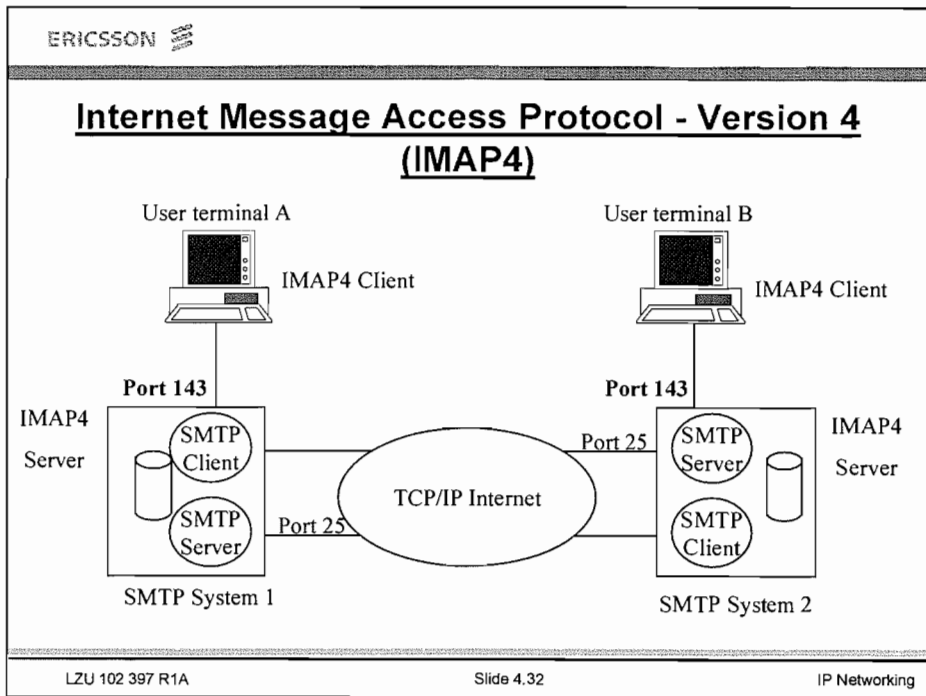 ERICSSON
Internet Message Access Protocol - Version 4
(IMAP4)
User terminal A
User terminal B
IMAP4 Client
IMAP4 Client
Port 143
Port 143
IMAP4
Server
SMTP
Client
SMTP
Server
Port 25
TCP/IP Internet
Port 25
SMTP
Server
SMTP
Client
IMAP4
Server
SMTP System 1
SMTP System 2
LZU 102 397 R1A
Slide 4.32
IP Networking